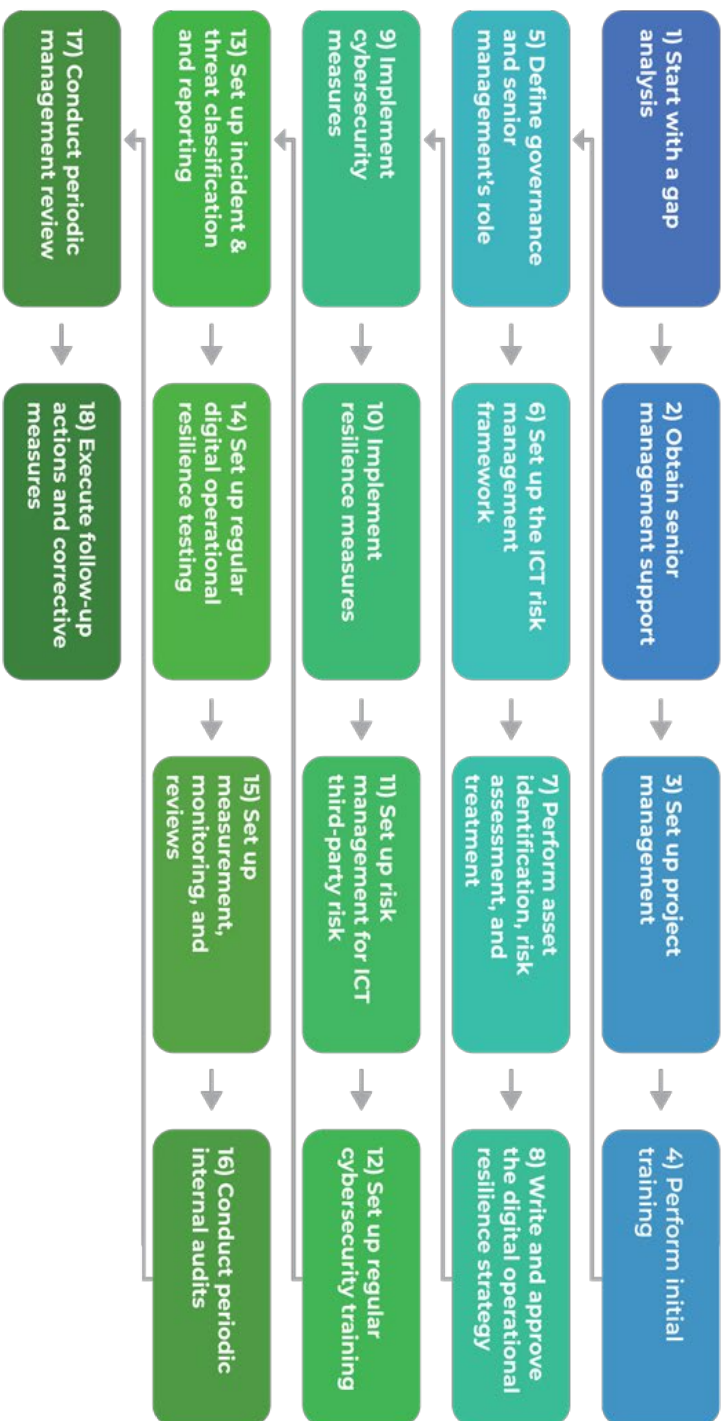 1) Start with a gap
analysis
2) Obtain senior
management support
3) Set up project
management
4) Perform initial
training
5) Define governance
and senior
management's role
6) Set up the ICT risk
management
framework
7) Perform asset
identification, risk
assessment, and
treatment
8) Write and approve
the digital operational
resilience strategy
9) Implement
cybersecurity
measures
10) Implement
resilience measures
11) Set up risk
management for ICT
third-party risk
12) Set up regular
cybersecurity training
13) Set up incident &
threat classification
and reporting
14) Set up regular
digital operational
resilience testing
15) Set up
measurement,
monitoring, and
reviews
16) Conduct periodic
internal audits
17) Conduct periodic
management review
18) Execute follow-up
actions and corrective
measures